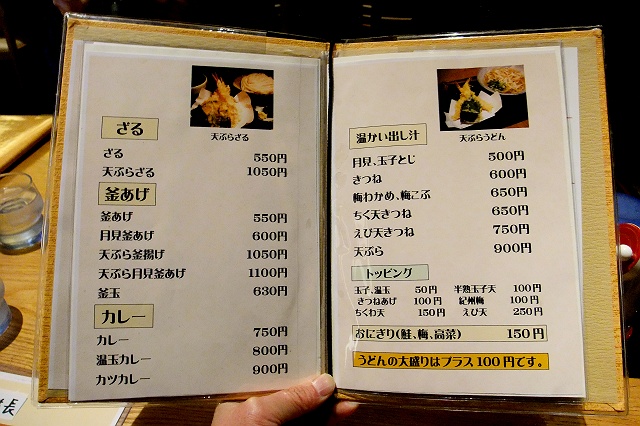 天ぷらざる
ざる
ざる 550円
天ぷらざる 1050円
釜あげ
釜あげ 550円
月見釜あげ 600円
天ぷら釜揚げ 1050円
天ぷら月見釜あげ 1100円
釜玉 630円
カレー
カレー 750円
温玉カレー 800円
カツカレー 900円
天ぷらうどん
温かい出し汁
月見、玉子とじ 500円
きつね 600円
梅わかめ、梅こぶ 650円
ちく天きつね 650円
えび天きつね 750円
天ぷら 900円
トッピング
玉子、温玉 50円 半熟玉子天 100円
きつねあげ 100円 紀州梅 100円
ちくわ天 150円 えび天 250円
おにぎり(鮭、梅、高菜) 150円
うどんの大盛りはプラス100円です。
長